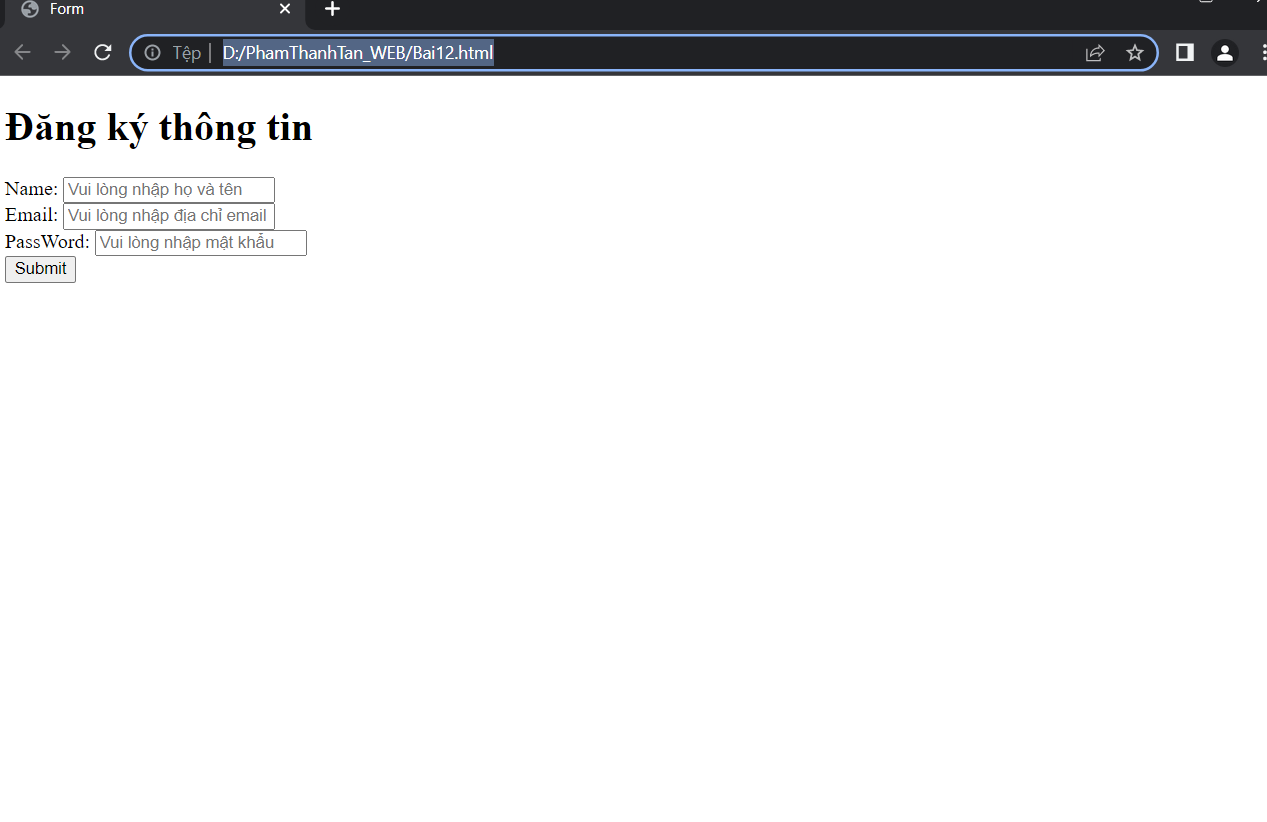 Form
Tệp | D:/PhamThanhTan_WEB/Bai12.html
Đăng ký thông tin
Name: Vui lòng nhập họ và tên
Email: Vui lòng nhập địa chỉ email
PassWord: Vui lòng nhập mật khẩu
Submit